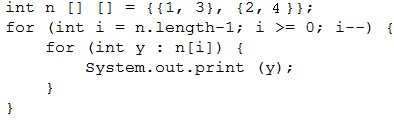 int n [] [] = {{1, 3}, {2, 4 }};
for (int i = n.length-1; i >= 0; i--) {
    for (int y : n[i]) {
        System.out.print (y);
    }
}